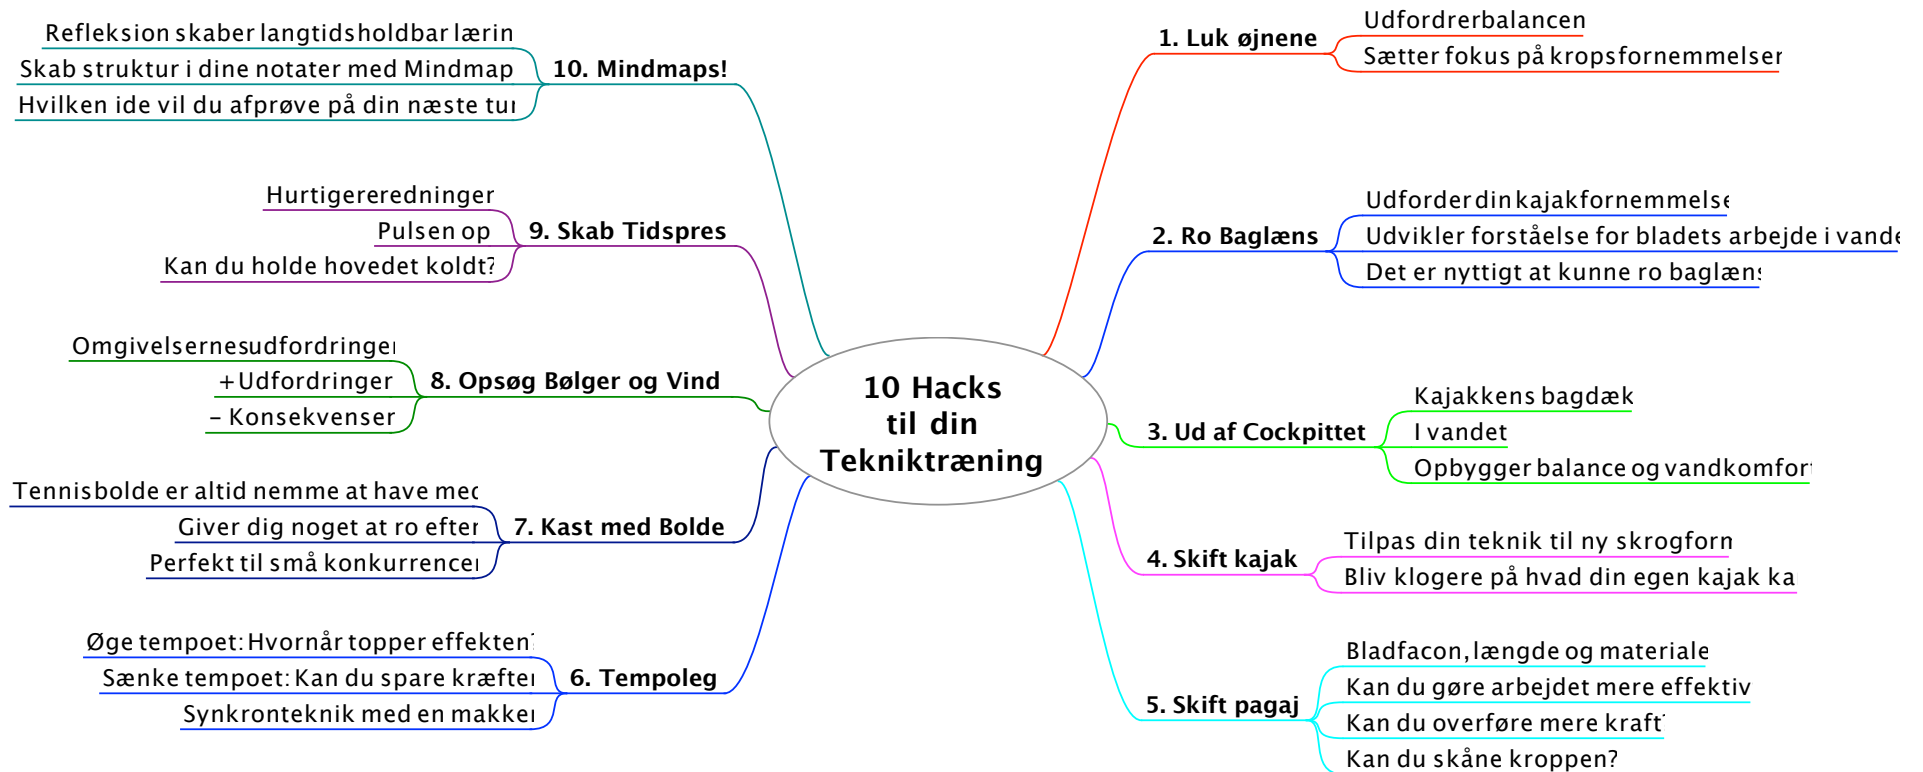 10 Hacks
til din
Tekniktræning
1. Luk øjnene
Udfordrerbalancen
Sætter fokus på kropsfornemmelser
2. Ro Baglæns
Udforder din kajakfornemmelse
Udvikler forståelse for bladets arbejde i vande
Det er nyttigt at kunne ro baglæns
3. Ud af Cockpittet
Kajakkens bagdæk
I vandet
Opbygger balance og vandkomfort
4. Skift kajak
Tilpas din teknik til ny skrogform
Bliv klogere på hvad din egen kajak ka
5. Skift pagaj
Bladfacon, længde og materiale
Kan du gøre arbejdet mere effektiv
Kan du overføre mere kraft?
Kan du skåne kroppen?
6. Tempoleg
Øge tempoet: Hvornår topper effekten?
Sænke tempoet: Kan du spare kræfter
Synkronteknik med en makker
7. Kast med Bolde
Tennisbolde er altid nemme at have med
Giver dig noget at ro efter
Perfekt til små konkurrencer
8. Opsøg Bølger og Vind
Omgivelsernesudfordringer
+Udfordringer
- Konsekvenser
9. Skab Tidspres
Hurtigereredninger
Pulsen op
Kan du holde hovedet koldt?
10. Mindmaps!
Refleksion skaber langtidsholdbar lærin
Skab struktur i dine notater med Mindmap
Hvilken ide vil du afprøve på din næste tur